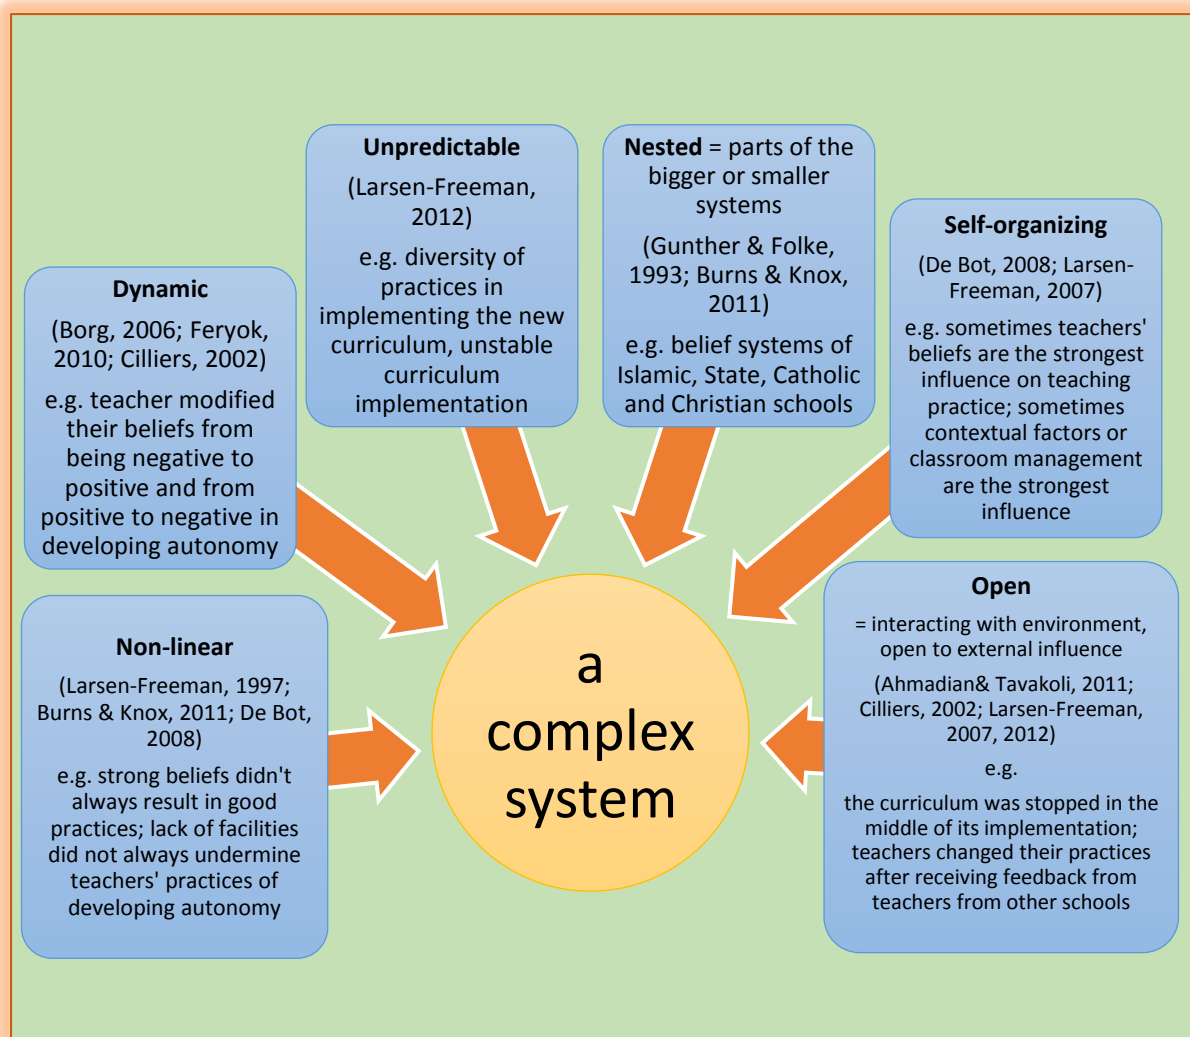 Non-linear
(Larsen-Freeman, 1997;
Burns & Knox, 2011; De Bot,
2008)
e.g. strong beliefs didn't
always result in good
practices; lack of facilities
did not always undermine
teachers' practices of
developing autonomy
Dynamic
(Borg, 2006; Feryok,
2010; Cilliers, 2002)
e.g. teacher modified
their beliefs from
being negative to
positive and from
positive to negative in
developing autonomy
Unpredictable
(Larsen-Freeman,
2012)
e.g. diversity of
practices in
implementing the new
curriculum, unstable
curriculum
implementation
Nested = parts of the
bigger or smaller
systems
(Gunther & Folke,
1993; Burns & Knox,
2011)
e.g. belief systems of
Islamic, State, Catholic
and Christian schools
Self-organizing
(De Bot, 2008; Larsen-
Freeman, 2007)
e.g. sometimes teachers'
beliefs are the strongest
influence on teaching
practice; sometimes
contextual factors or
classroom management
are the strongest
influence
Open
= interacting with environment,
open to external influence
(Ahmadian& Tavakoli, 2011;
Cilliers, 2002; Larsen-Freeman,
2007, 2012)
e.g.
the curriculum was stopped in the
middle of its implementation;
teachers changed their practices
after receiving feedback from
teachers from other schools
a
complex
system